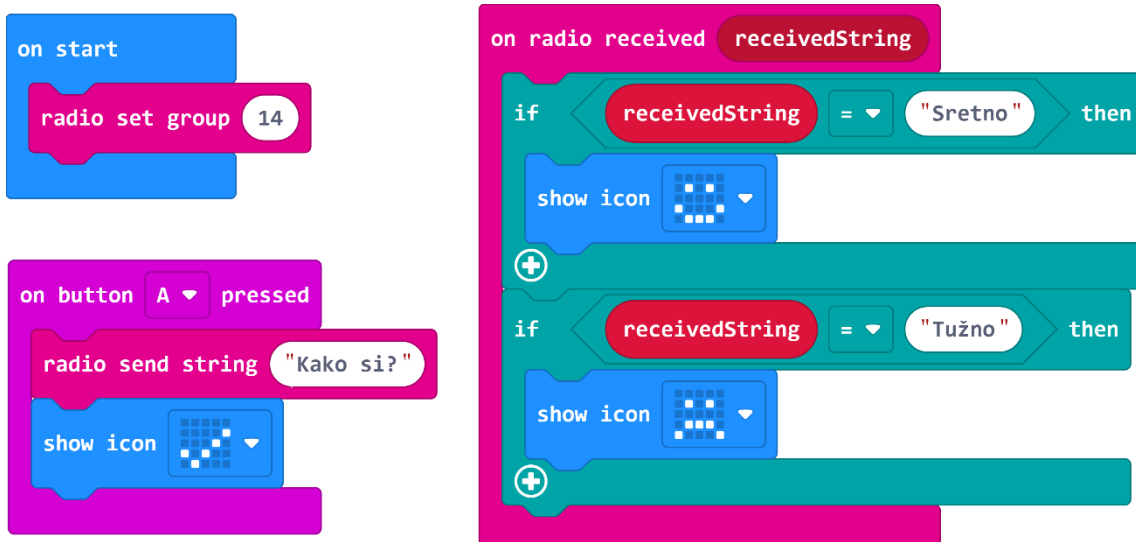 on start
radio set group 14
on button A pressed
radio send string "Kako si?"
show icon
on radio received receivedString
if receivedString = "Sretno" then
show icon
if receivedString = "Tužno" then
show icon